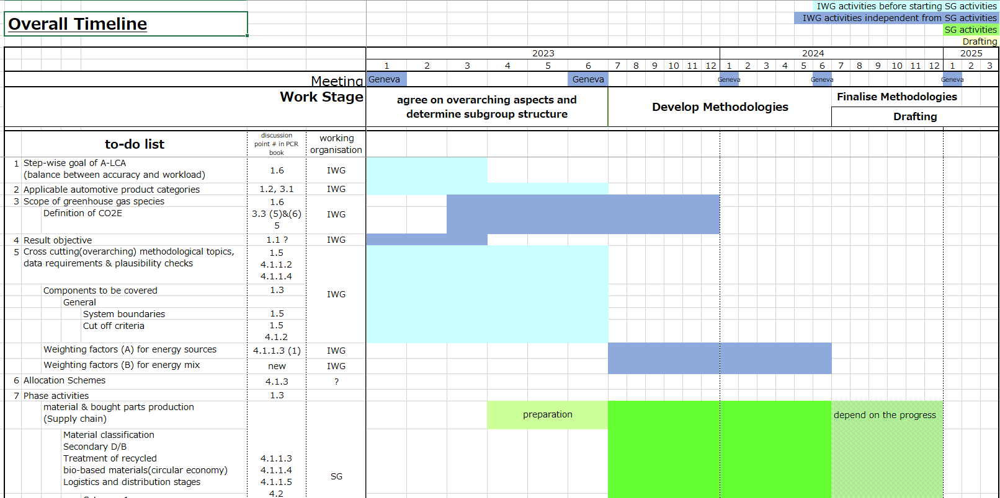 IWG activities before starting SG activities
Overall Timeline
IWG activities independent from SG activities
SG activities
Drafting
2023 2024 2025
1 2 3 4 5 6 7 8 9 10 11 12 1 2 3 4 5 6 7 8 9 10 11 12 1 2 3
Meeting Geneva Geneva Geneva Geneva Geneva
Work Stage
agree on overarching aspects and
determine subgroup structure
Develop Methodologies
Finalise Methodologies
Drafting
to-do list
discussion
point # in PCR
book
working
organisation
1 Step-wise goal of A-LCA
(balance between accuracy and workload)
1.6 IWG
2 Applicable automotive product categories 1.2, 3.1 IWG
3 Scope of greenhouse gas species 1.6
Definition of CO2E 3.3 (5)&(6) IWG
5
4 Result objective 1.1 ? IWG
5 Cross cutting(overarching) methodological topics, 1.5
data requirements & plausibility checks 4.1.1.2
4.1.1.4
Components to be covered 1.3
IWG
General
System boundaries 1.5
Cut off criteria 1.5
4.1.2
Weighting factors (A) for energy sources 4.1.1.3 (1) IWG
Weighting factors (B) for energy mix new IWG
6 Allocation Schemes 4.1.3 ?
7 Phase activities 1.3
material & bought parts production
(Supply chain)
preparation
depend on the progress
Material classification
Secondary D/B
Treatment of recycled 4.1.1.3
bio-based materials(circular economy) 4.1.1.4
SG
Logistics and distribution stages 4.1.1.5
4.2